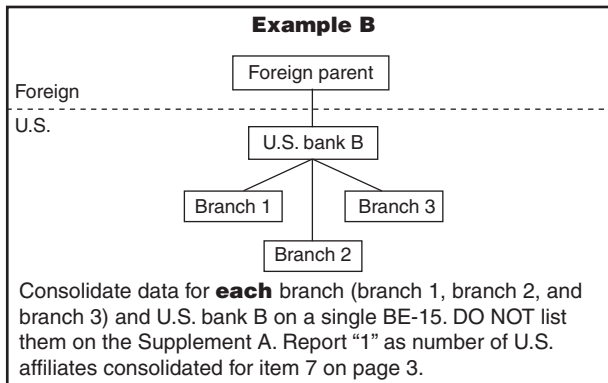 Example B
Foreign parent
Foreign
U.S.
U.S. bank B
Branch 1
Branch 3
Branch 2
Consolidate data for each branch (branch 1, branch 2, and
branch 3) and U.S. bank B on a single BE-15. DO NOT list
them on the Supplement A. Report “1” as number of U.S.
affiliates consolidated for item 7 on page 3.